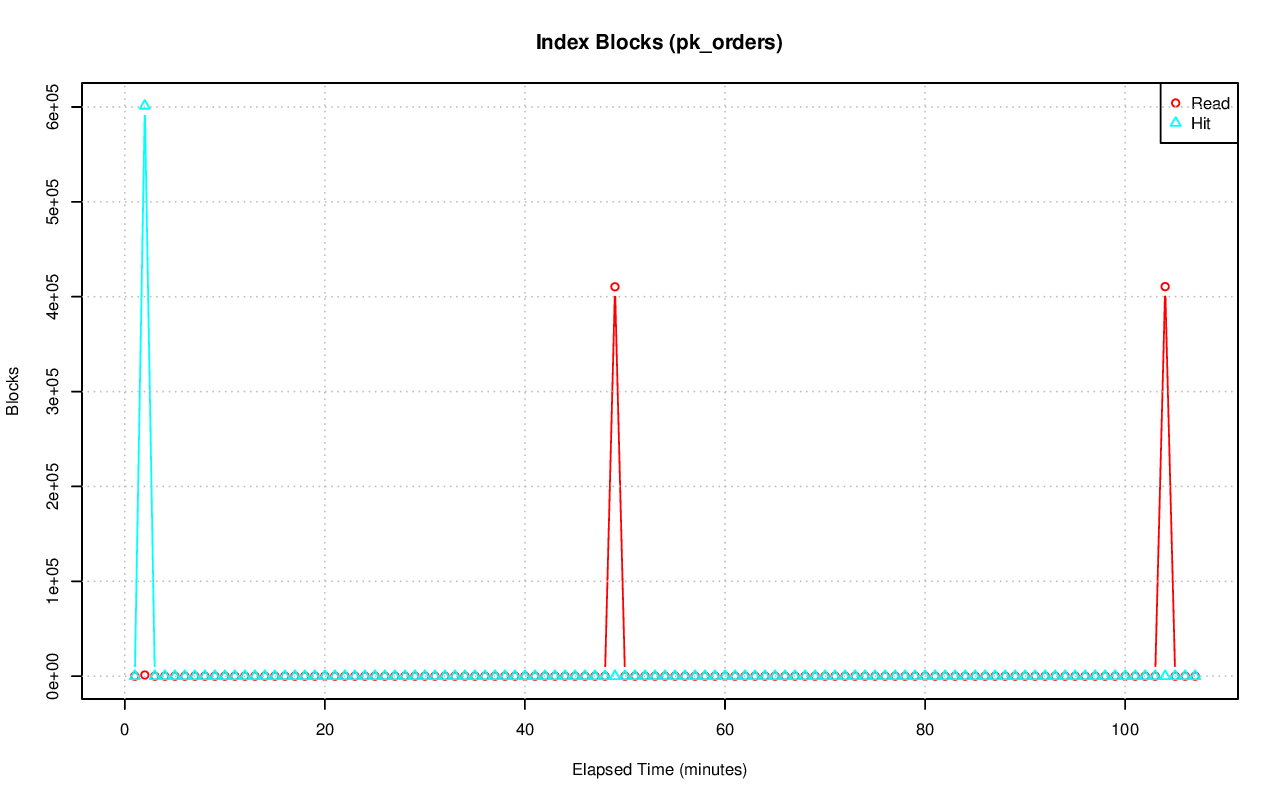 Index Blocks (pk_orders)
Read
Hit
6e+05
5e+05
4e+05
3e+05
2e+05
1e+05
0e+00
Blocks
0 20 40 60 80 100
Elapsed Time (minutes)